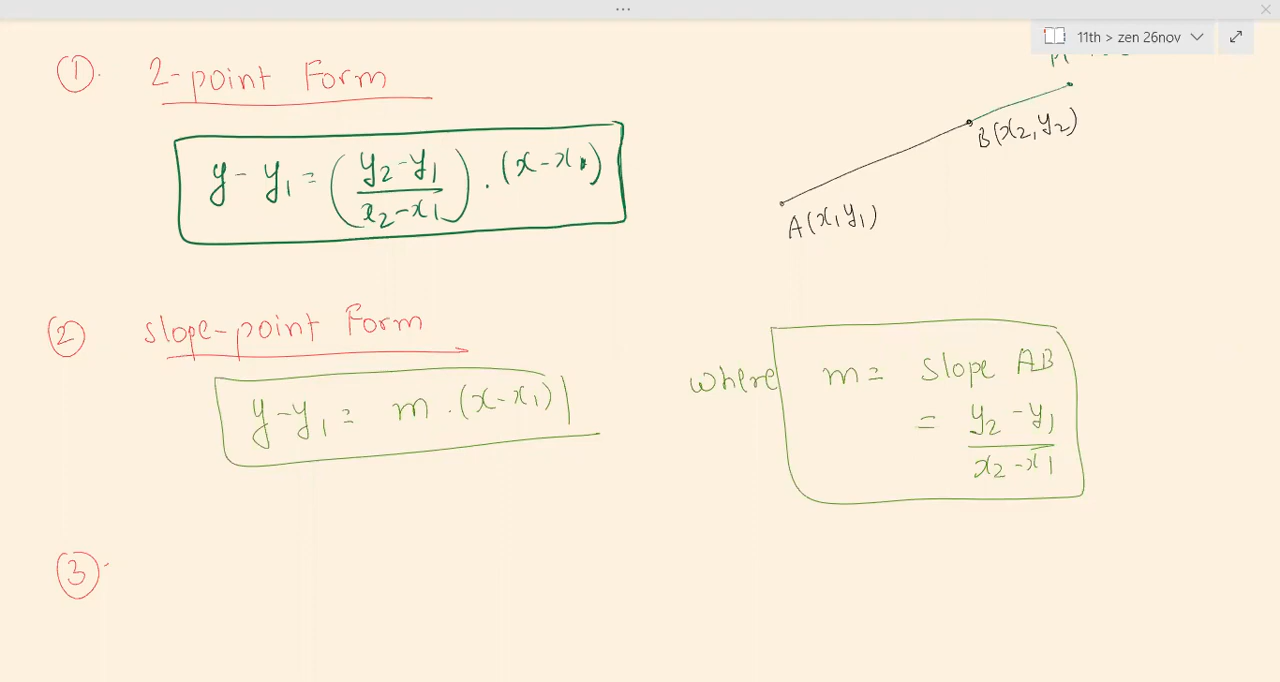 11th > zen 26nov
① 2-point Form
y - y₁ = (y₂-y₁ / x₂-x₁) . (x - x₁)
B(x₂, y₂)
A(x₁ y₁)
② slope-point Form
y-y₁ = m . (x-x₁)
where m = slope AB
= y₂-y₁ / x₂-x₁
③